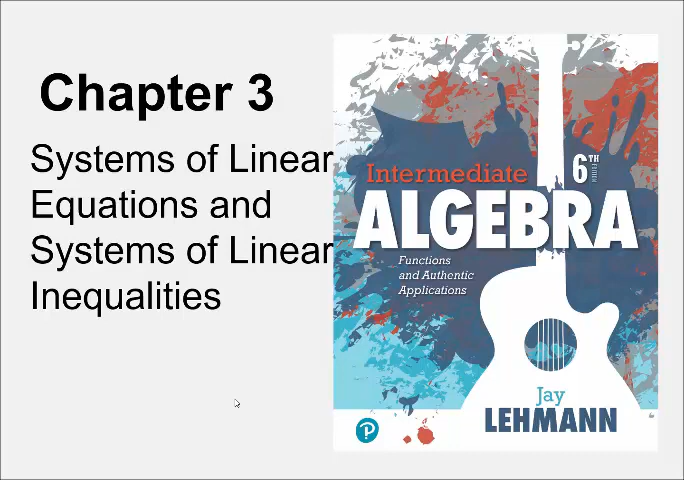 Chapter 3
Systems of Linear
Equations and
Systems of Linear
Inequalities
Intermediate
6TH EDITION
ALGEBRA
Functions
and Authentic
Applications
Jay
LEHMANN
P